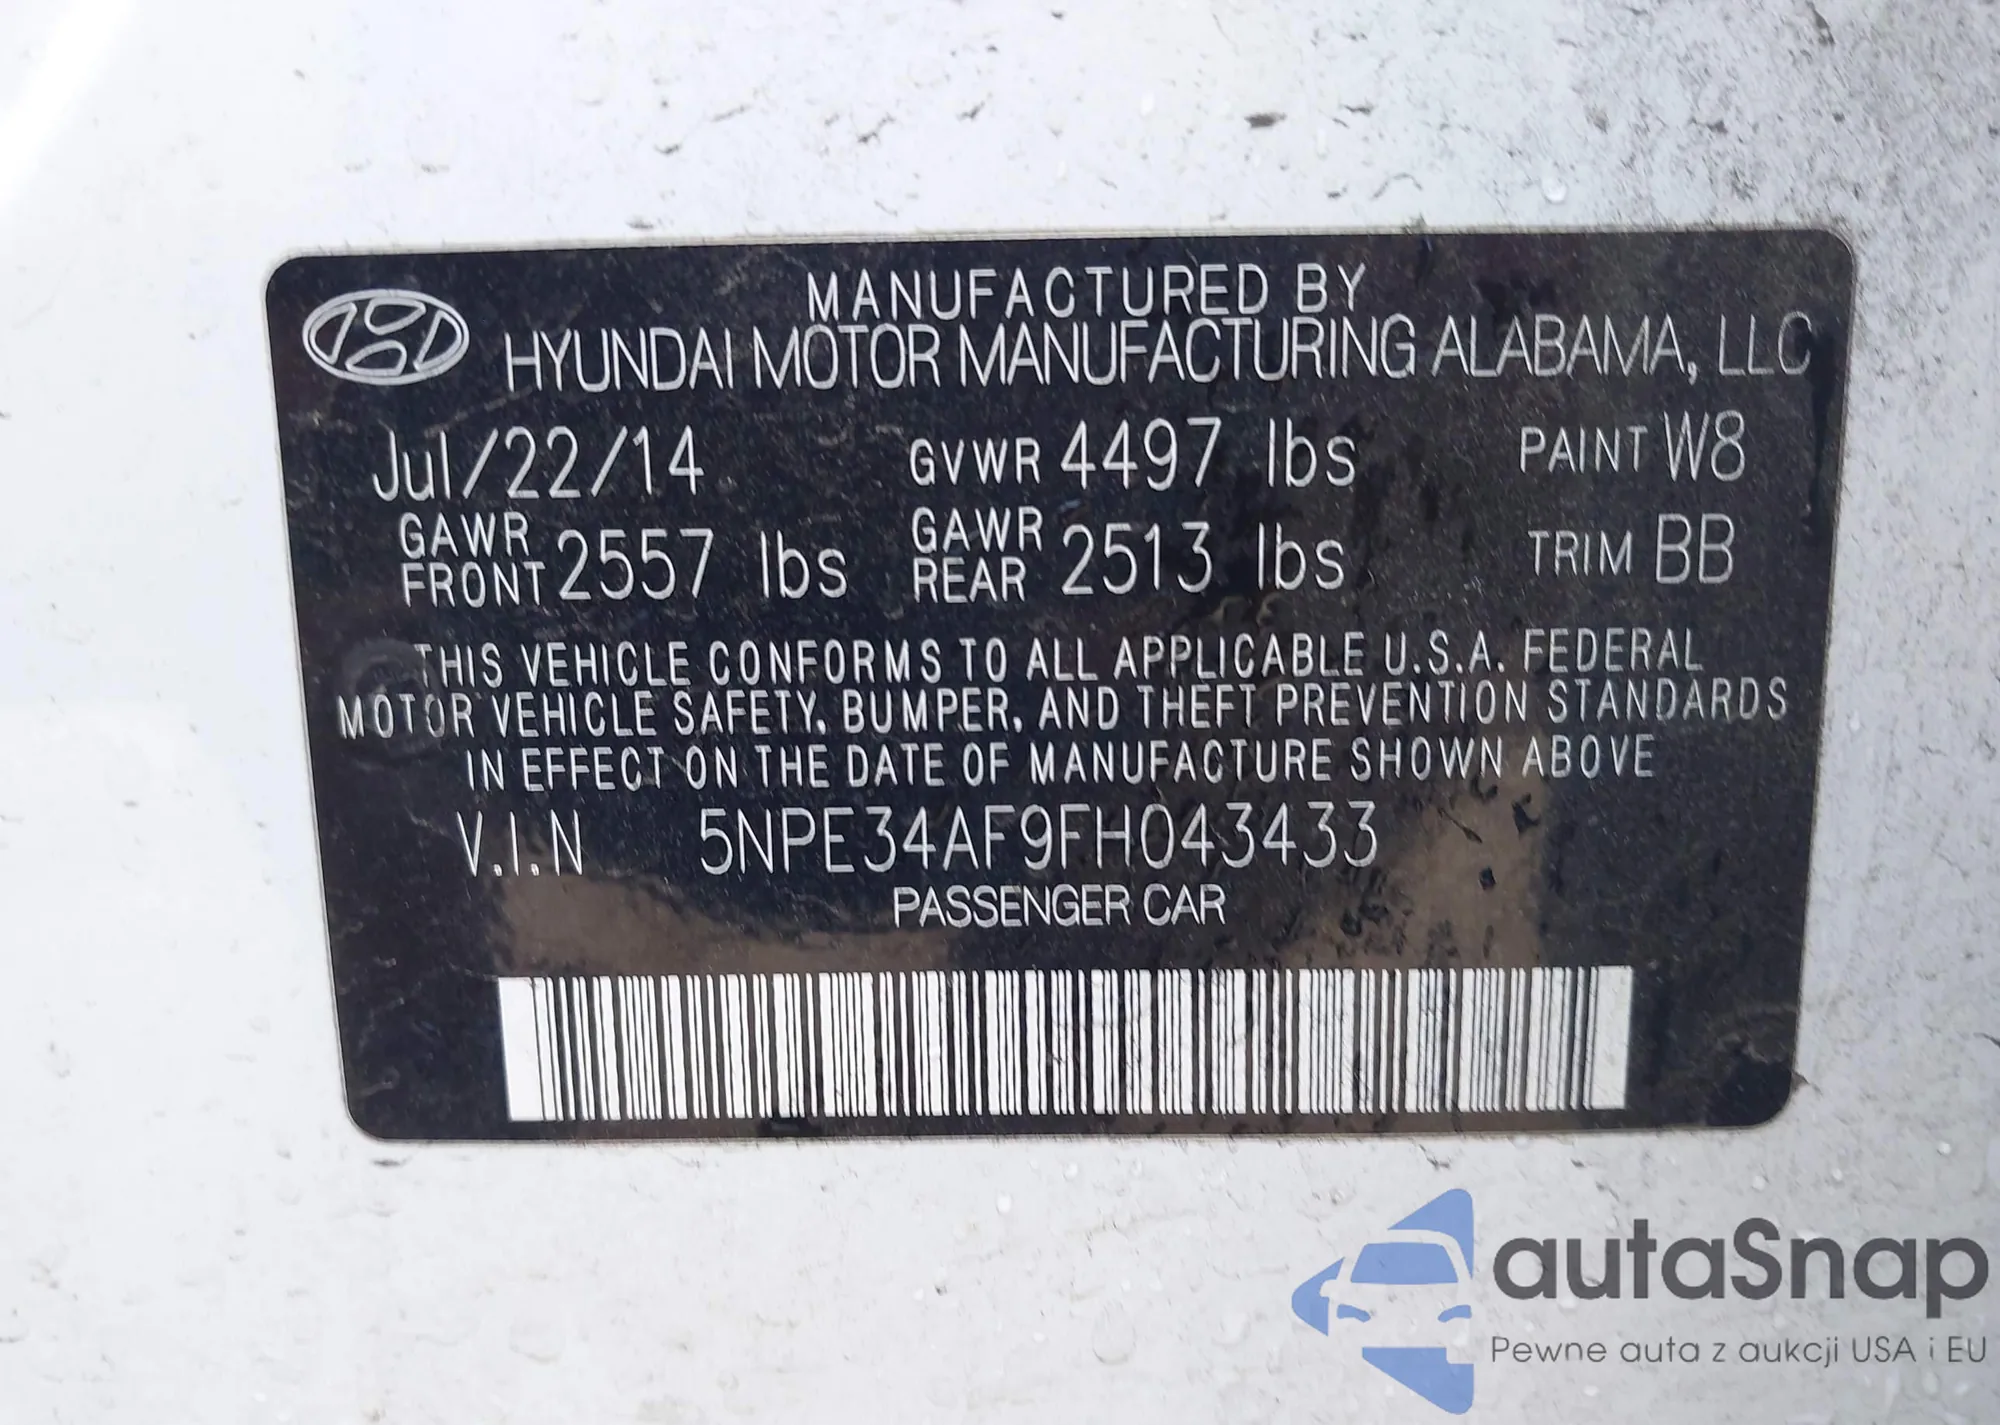 MANUFACTURED BY
HYUNDAI MOTOR MANUFACTURING ALABAMA, LLC
Jul/22/14 GVWR 4497 lbs PAINT W8
GAWR FRONT 2557 lbs GAWR REAR 2513 lbs TRIM BB
THIS VEHICLE CONFORMS TO ALL APPLICABLE U.S.A. FEDERAL
MOTOR VEHICLE SAFETY, BUMPER, AND THEFT PREVENTION STANDARDS
IN EFFECT ON THE DATE OF MANUFACTURE SHOWN ABOVE
V.I.N 5NPE34AF9FH043433
PASSENGER CAR
autaSnap
Pewne auta z aukcji USA i EU